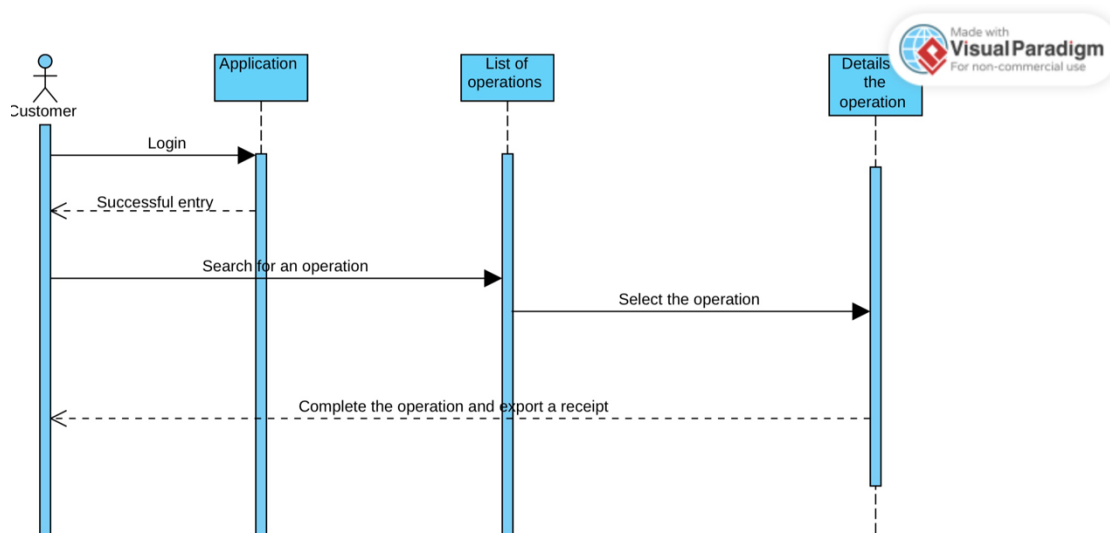 Made with
Visual Paradigm
For non-commercial use
Customer
Application
List of
operations
Details
the
operation
Login
Successful entry
Search for an operation
Select the operation
Complete the operation and export a receipt